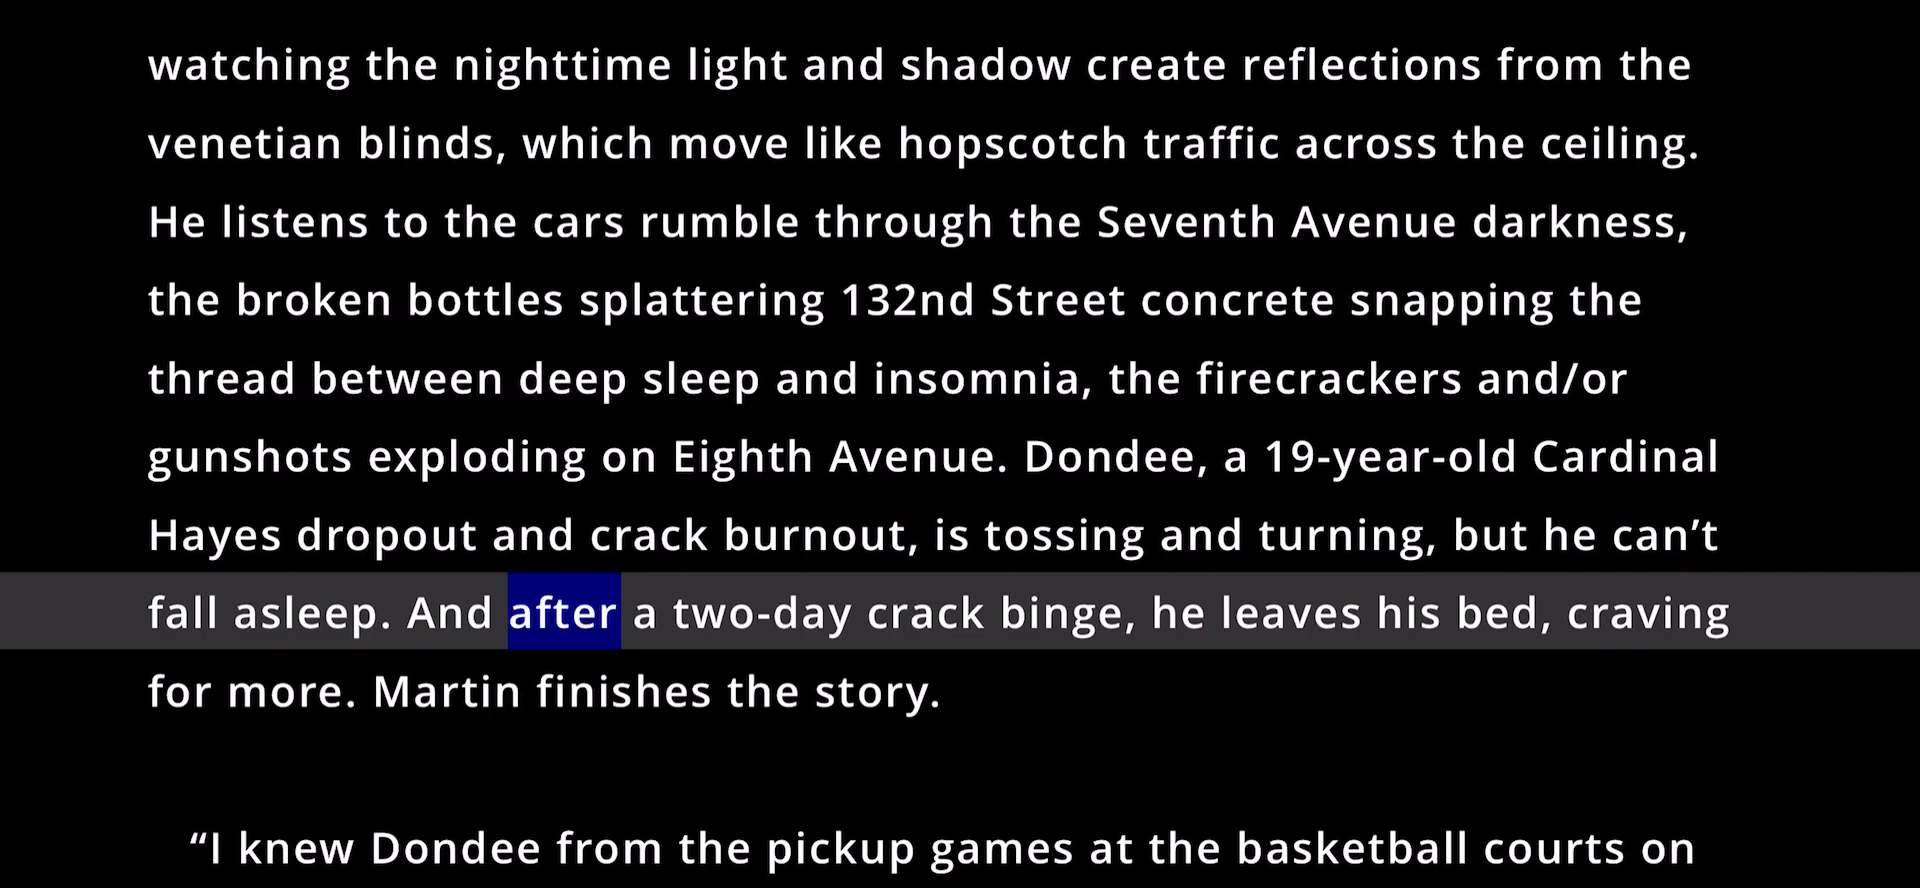 watching the nighttime light and shadow create reflections from the
venetian blinds, which move like hopscotch traffic across the ceiling.
He listens to the cars rumble through the Seventh Avenue darkness,
the broken bottles splattering 132nd Street concrete snapping the
thread between deep sleep and insomnia, the firecrackers and/or
gunshots exploding on Eighth Avenue. Dondee, a 19-year-old Cardinal
Hayes dropout and crack burnout, is tossing and turning, but he can’t
fall asleep. And after a two-day crack binge, he leaves his bed, craving
for more. Martin finishes the story.
“I knew Dondee from the pickup games at the basketball courts on